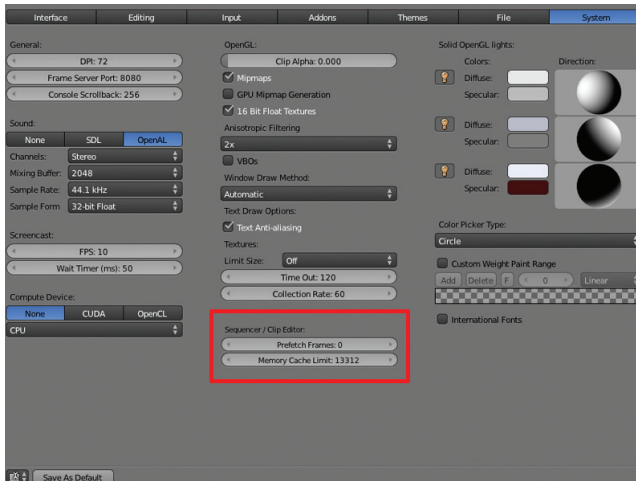 Interface Editing Input Addons Themes File System
General:
DPI: 72
Frame Server Port: 8080
Console Scrollback: 256
Sound:
None SDL OpenAL
Channels: Stereo
Mixing Buffer: 2048
Sample Rate: 44.1 kHz
Sample Form 32-bit Float
Screencast:
FPS: 10
Wait Timer (ms): 50
Compute Device:
None CUDA OpenCL
CPU
OpenGL:
Clip Alpha: 0.000
Mipmaps
GPU Mipmap Generation
16 Bit Float Textures
Anisotropic Filtering
2x
VBOs
Window Draw Method:
Automatic
Text Draw Options:
Text Anti-aliasing
Textures:
Limit Size: Off
Time Out: 120
Collection Rate: 60
Sequencer / Clip Editor:
Prefetch Frames: 0
Memory Cache Limit: 13312
Solid OpenGL lights:
Colors: Direction:
Diffuse:
Specular:
Diffuse:
Specular:
Diffuse:
Specular:
Color Picker Type:
Circle
Custom Weight Paint Range
Add Delete F 0 Linear
International Fonts
Save As Default